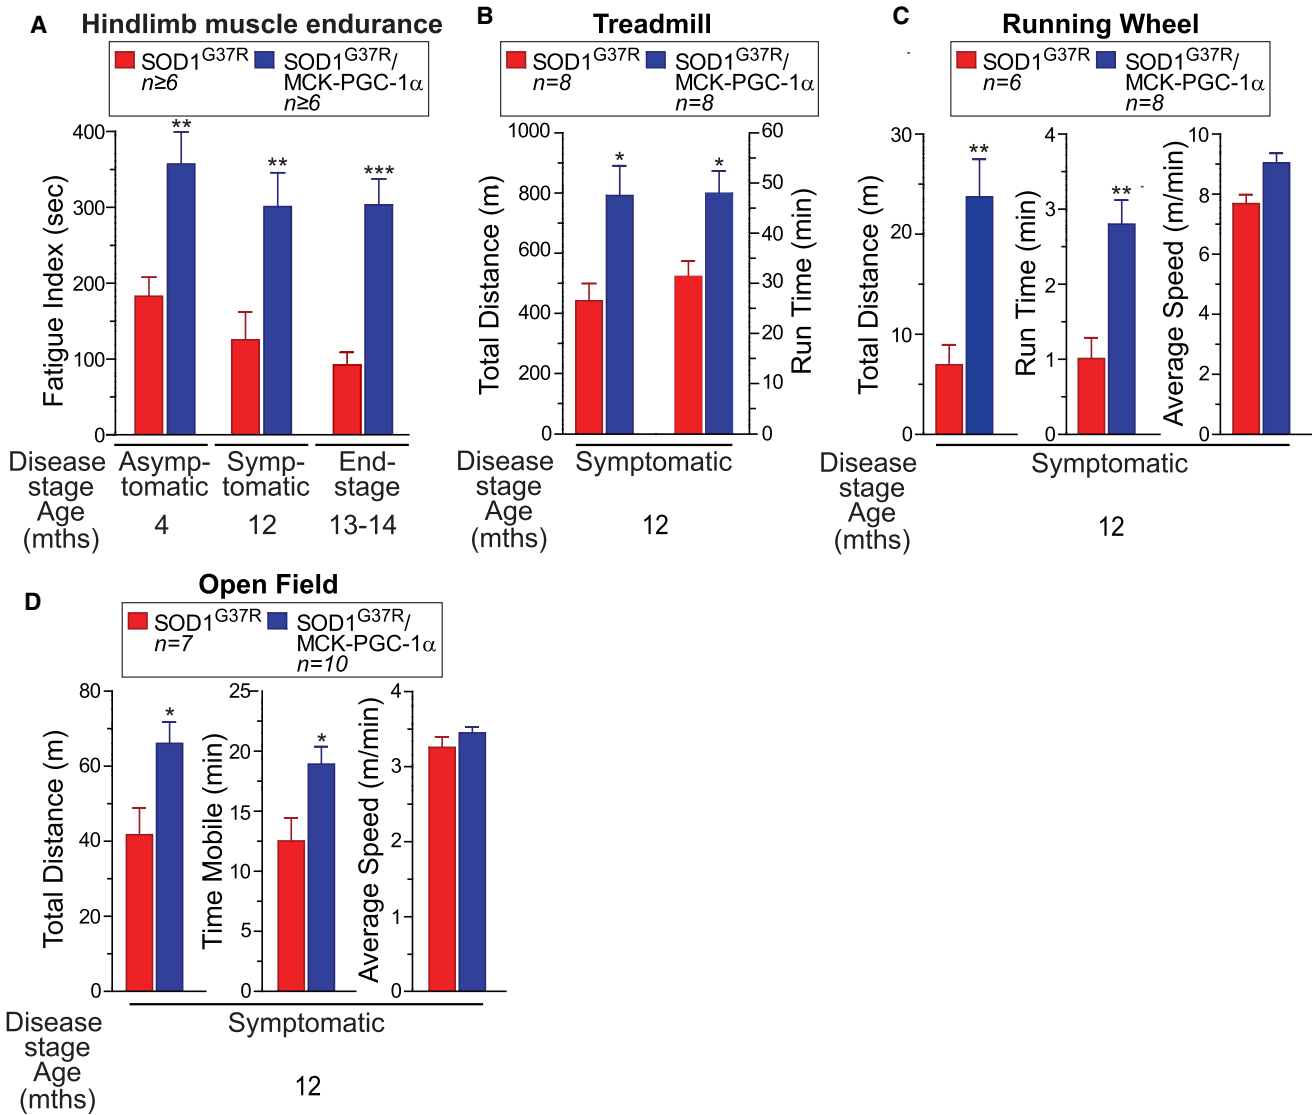 A
Hindlimb muscle endurance
SOD1G37R
n≥6
SOD1G37R/
MCK-PGC-1α
n≥6
Fatigue Index (sec)
400
300
200
100
0
**
**
***
Disease stage
Asymp-
tomatic
Symp-
tomatic
End-
stage
Age
(mths)
4
12
13-14
B
Treadmill
SOD1G37R
n=8
SOD1G37R/
MCK-PGC-1α
n=8
Total Distance (m)
1000
800
600
400
200
0
*
*
60
50
40
30
20
10
0
Run Time (min)
Disease
stage
Symptomatic
Age
(mths)
12
C
Running Wheel
SOD1G37R
n=6
SOD1G37R/
MCK-PGC-1α
n=8
Total Distance (m)
30
20
10
0
**
Run Time (min)
4
3
2
1
0
**
Average Speed (m/min)
10
8
6
4
2
0
Disease
stage
Symptomatic
Age
(mths)
12
D
Open Field
SOD1G37R
n=7
SOD1G37R/
MCK-PGC-1α
n=10
Total Distance (m)
80
60
40
20
0
*
Time Mobile (min)
25
20
15
10
5
0
*
Average Speed (m/min)
4
3
2
1
0
Disease
stage
Symptomatic
Age
(mths)
12